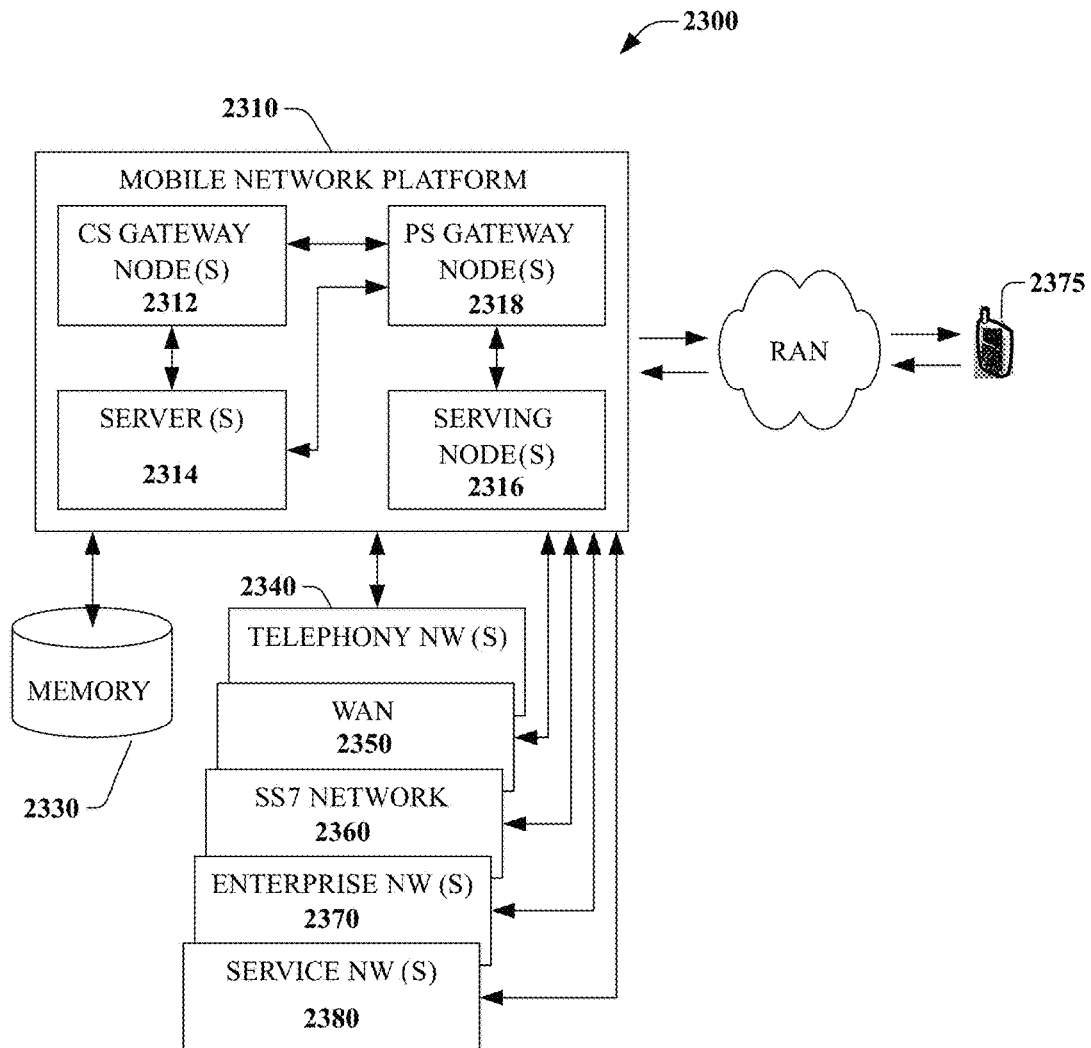 2300
2310
MOBILE NETWORK PLATFORM
CS GATEWAY
NODE(S)
2312
PS GATEWAY
NODE(S)
2318
SERVER (S)
2314
SERVING
NODE(S)
2316
RAN
2375
2340
TELEPHONY NW (S)
MEMORY
2330
WAN
2350
SS7 NETWORK
2360
ENTERPRISE NW (S)
2370
SERVICE NW (S)
2380